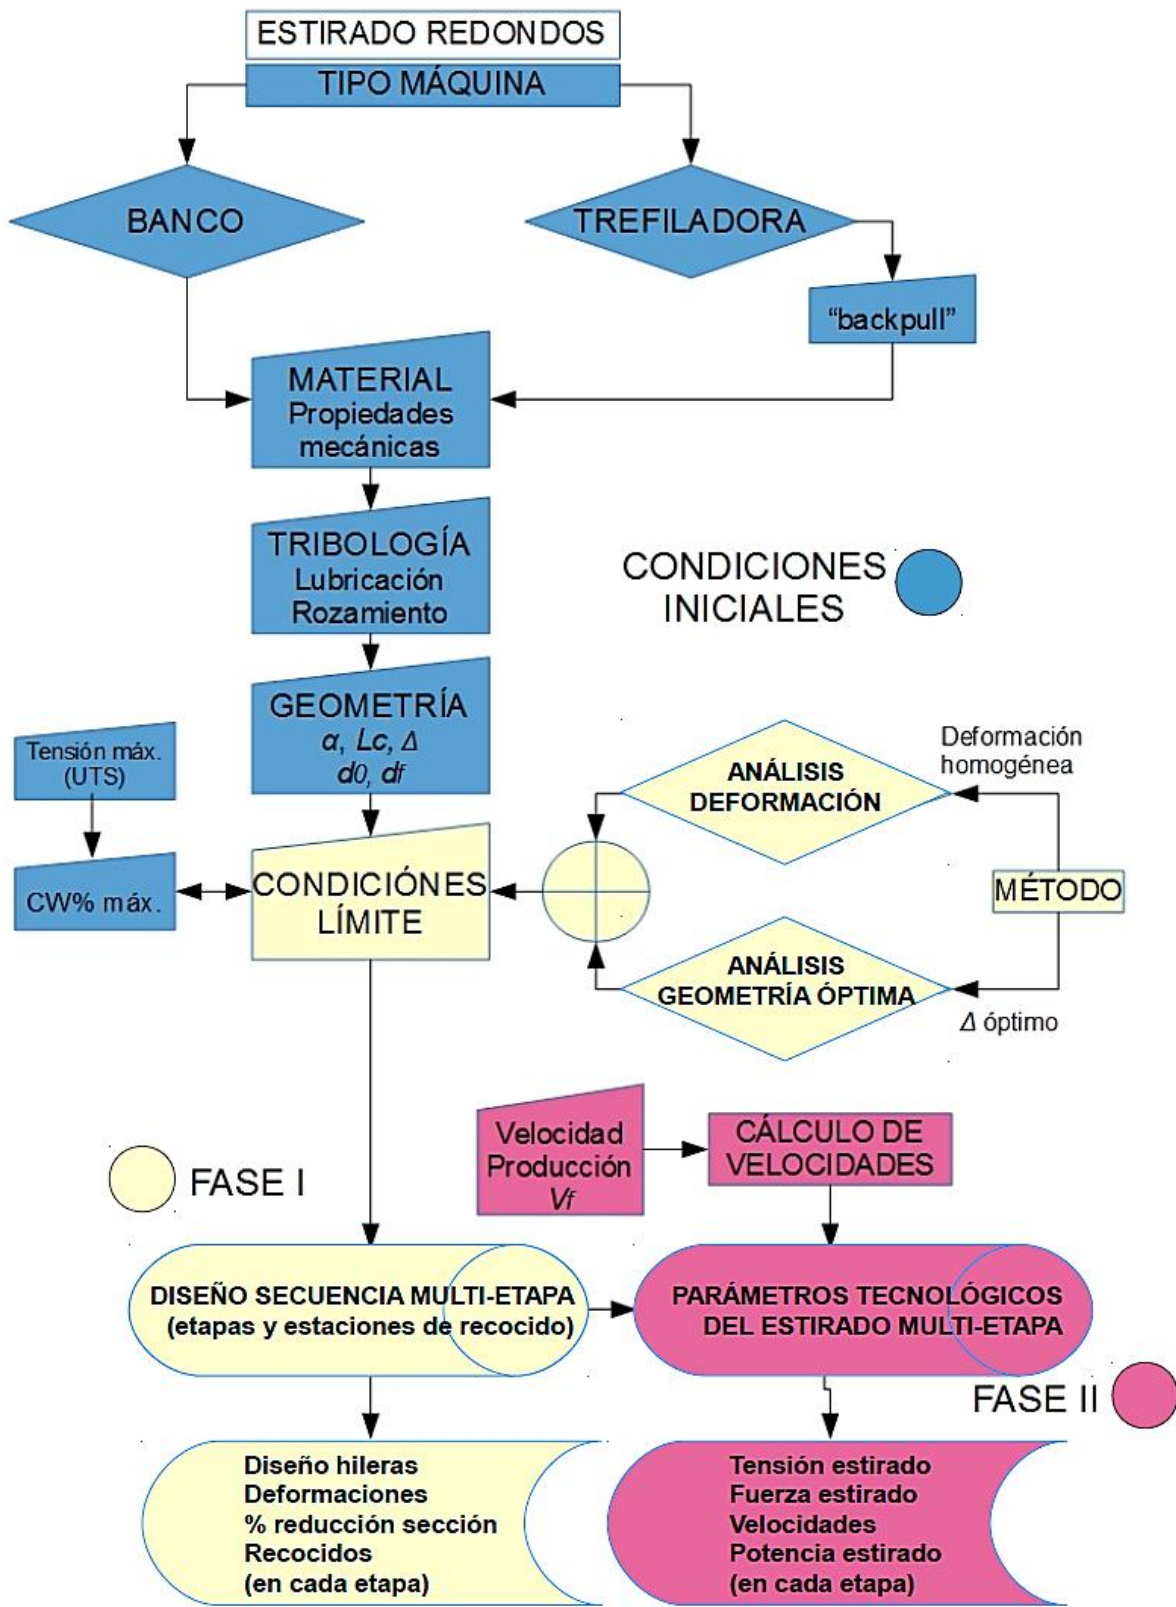 ESTIRADO REDONDOS
TIPO MÁQUINA
BANCO
TREFILADORA
“backpull”
MATERIAL
Propiedades
mecánicas
TRIBOLOGÍA
Lubricación
Rozamiento
CONDICIONES
INICIALES
GEOMETRÍA
α, Lc, Δ
d0, df
Tensión máx.
(UTS)
CW% máx.
CONDICIÓNES
LÍMITE
Deformación
homogénea
ANÁLISIS
DEFORMACIÓN
MÉTODO
ANÁLISIS
GEOMETRÍA ÓPTIMA
Δ óptimo
Velocidad
Producción
Vf
CÁLCULO DE
VELOCIDADES
FASE I
DISEÑO SECUENCIA MULTI-ETAPA
(etapas y estaciones de recocido)
PARÁMETROS TECNOLÓGICOS
DEL ESTIRADO MULTI-ETAPA
FASE II
Diseño hileras
Deformaciones
% reducción sección
Recocidos
(en cada etapa)
Tensión estirado
Fuerza estirado
Velocidades
Potencia estirado
(en cada etapa)